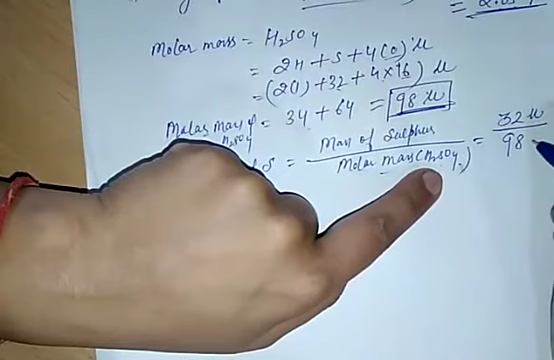 Molar mass = H₂SO₄
= 2H + S + 4(O) u
= (2(1) + 32 + 4×16) u
Molar mass of H₂SO₄ = 34 + 64 = 98 u
S = Mass of Sulphur / Molar mass (H₂SO₄) = 32 u / 98